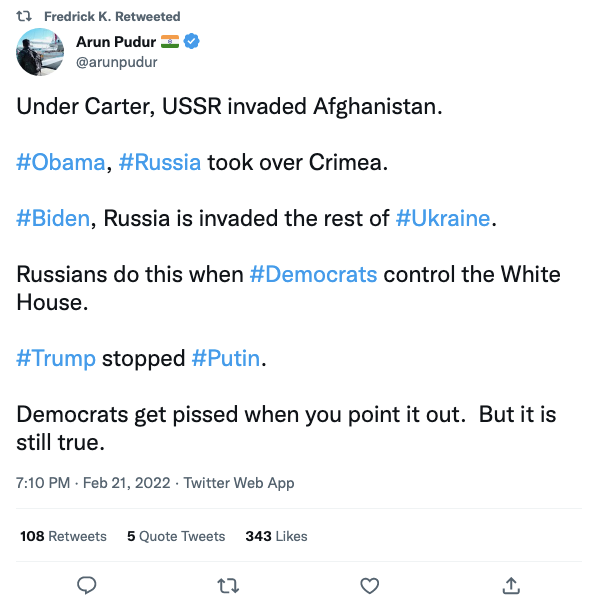 Fredrick K. Retweeted
Arun Pudur 🇮🇳
@arunpudur
Under Carter, USSR invaded Afghanistan.
#Obama, #Russia took over Crimea.
#Biden, Russia is invaded the rest of #Ukraine.
Russians do this when #Democrats control the White
House.
#Trump stopped #Putin.
Democrats get pissed when you point it out.  But it is
still true.
7:10 PM · Feb 21, 2022 · Twitter Web App
108 Retweets 5 Quote Tweets 343 Likes